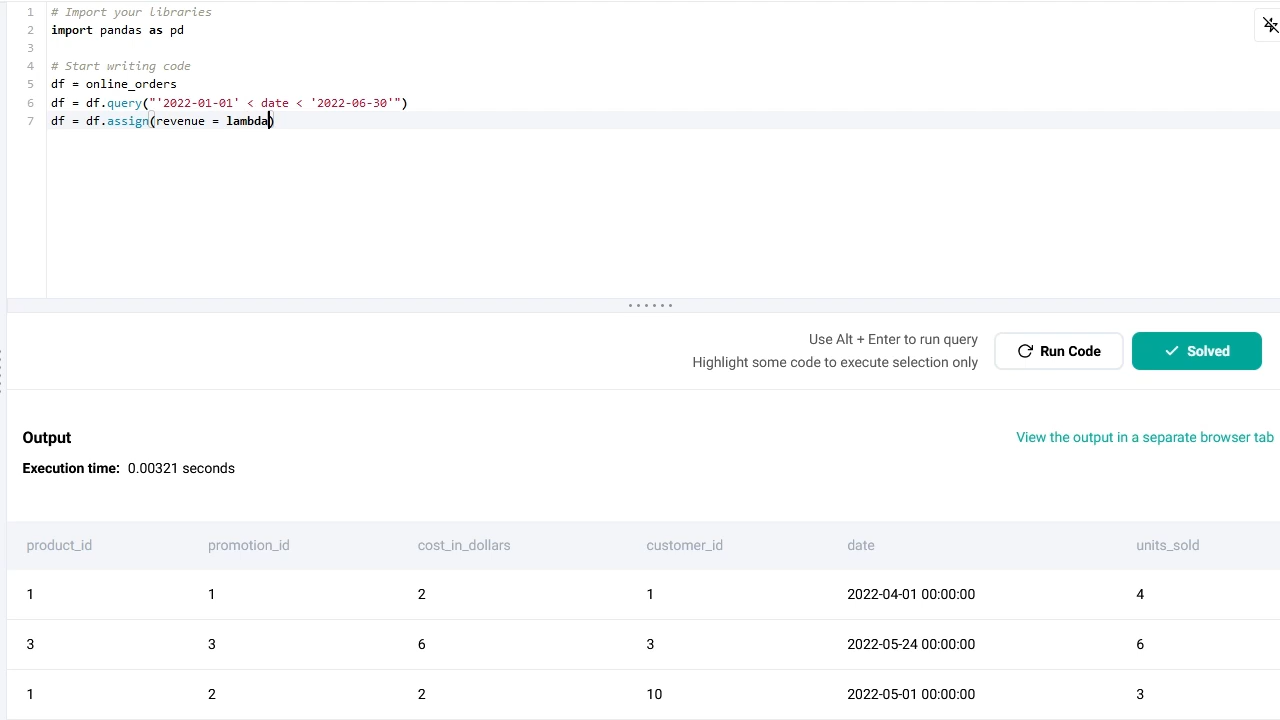 1 # Import your libraries
2 import pandas as pd
3
4 # Start writing code
5 df = online_orders
6 df = df.query("'2022-01-01' < date < '2022-06-30'")
7 df = df.assign(revenue = lambda)
Use Alt + Enter to run query
Highlight some code to execute selection only
Run Code
Solved
Output
View the output in a separate browser tab
Execution time: 0.00321 seconds
product_id promotion_id cost_in_dollars customer_id date units_sold
1 1 2 1 2022-04-01 00:00:00 4
3 3 6 3 2022-05-24 00:00:00 6
1 2 2 10 2022-05-01 00:00:00 3